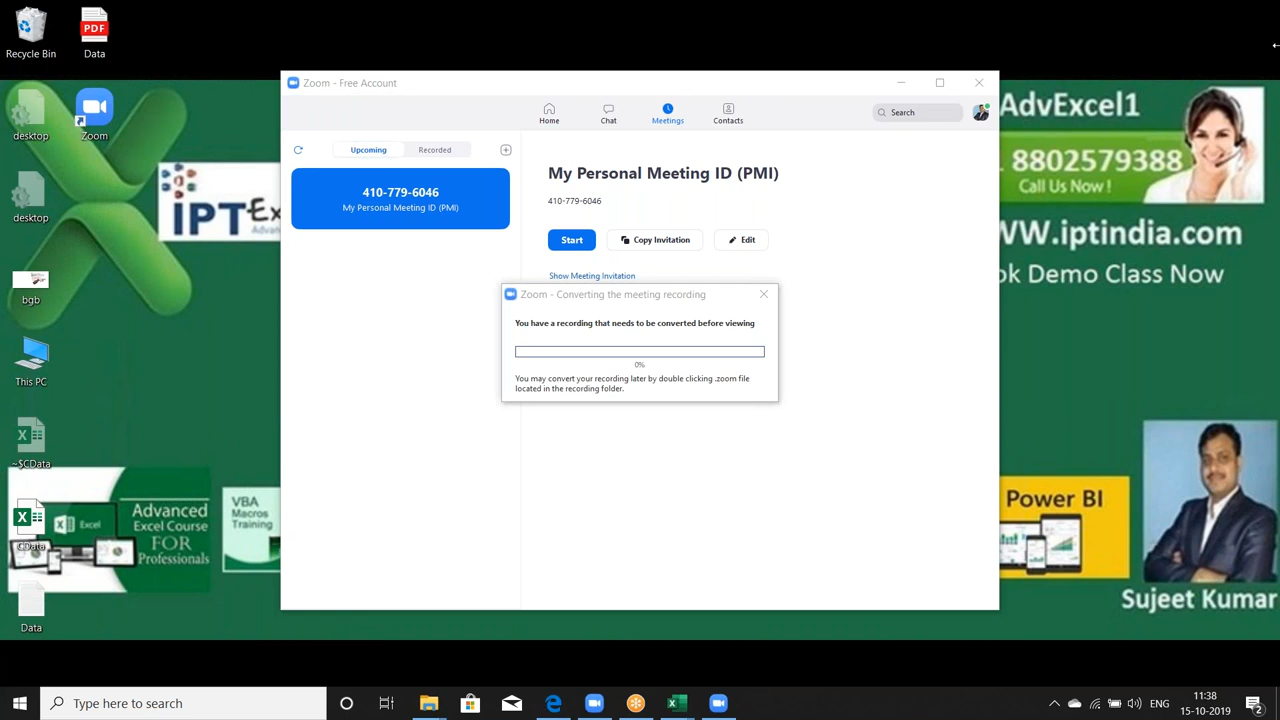 Recycle Bin
Data
desktop
Zoom
desktop
bgb
This PC
~$CData
CData
Data
IPT Ex
Adva
Advanced
Excel Course
FOR
Professionals
Excel
VBA
Macros
Training
Zoom - Free Account
Home
Chat
Meetings
Contacts
Search
Upcoming
Recorded
410-779-6046
My Personal Meeting ID (PMI)
My Personal Meeting ID (PMI)
410-779-6046
Start
Copy Invitation
Edit
Show Meeting Invitation
Zoom - Converting the meeting recording
You have a recording that needs to be converted before viewing
0%
You may convert your recording later by double clicking .zoom file
located in the recording folder.
AdvExcel1
8802579388
Call Us Now !
WW.iptindia.com
ok Demo Class Now
Power BI
Sujeet Kumar
Type here to search
ENG
11:38
15-10-2019
2